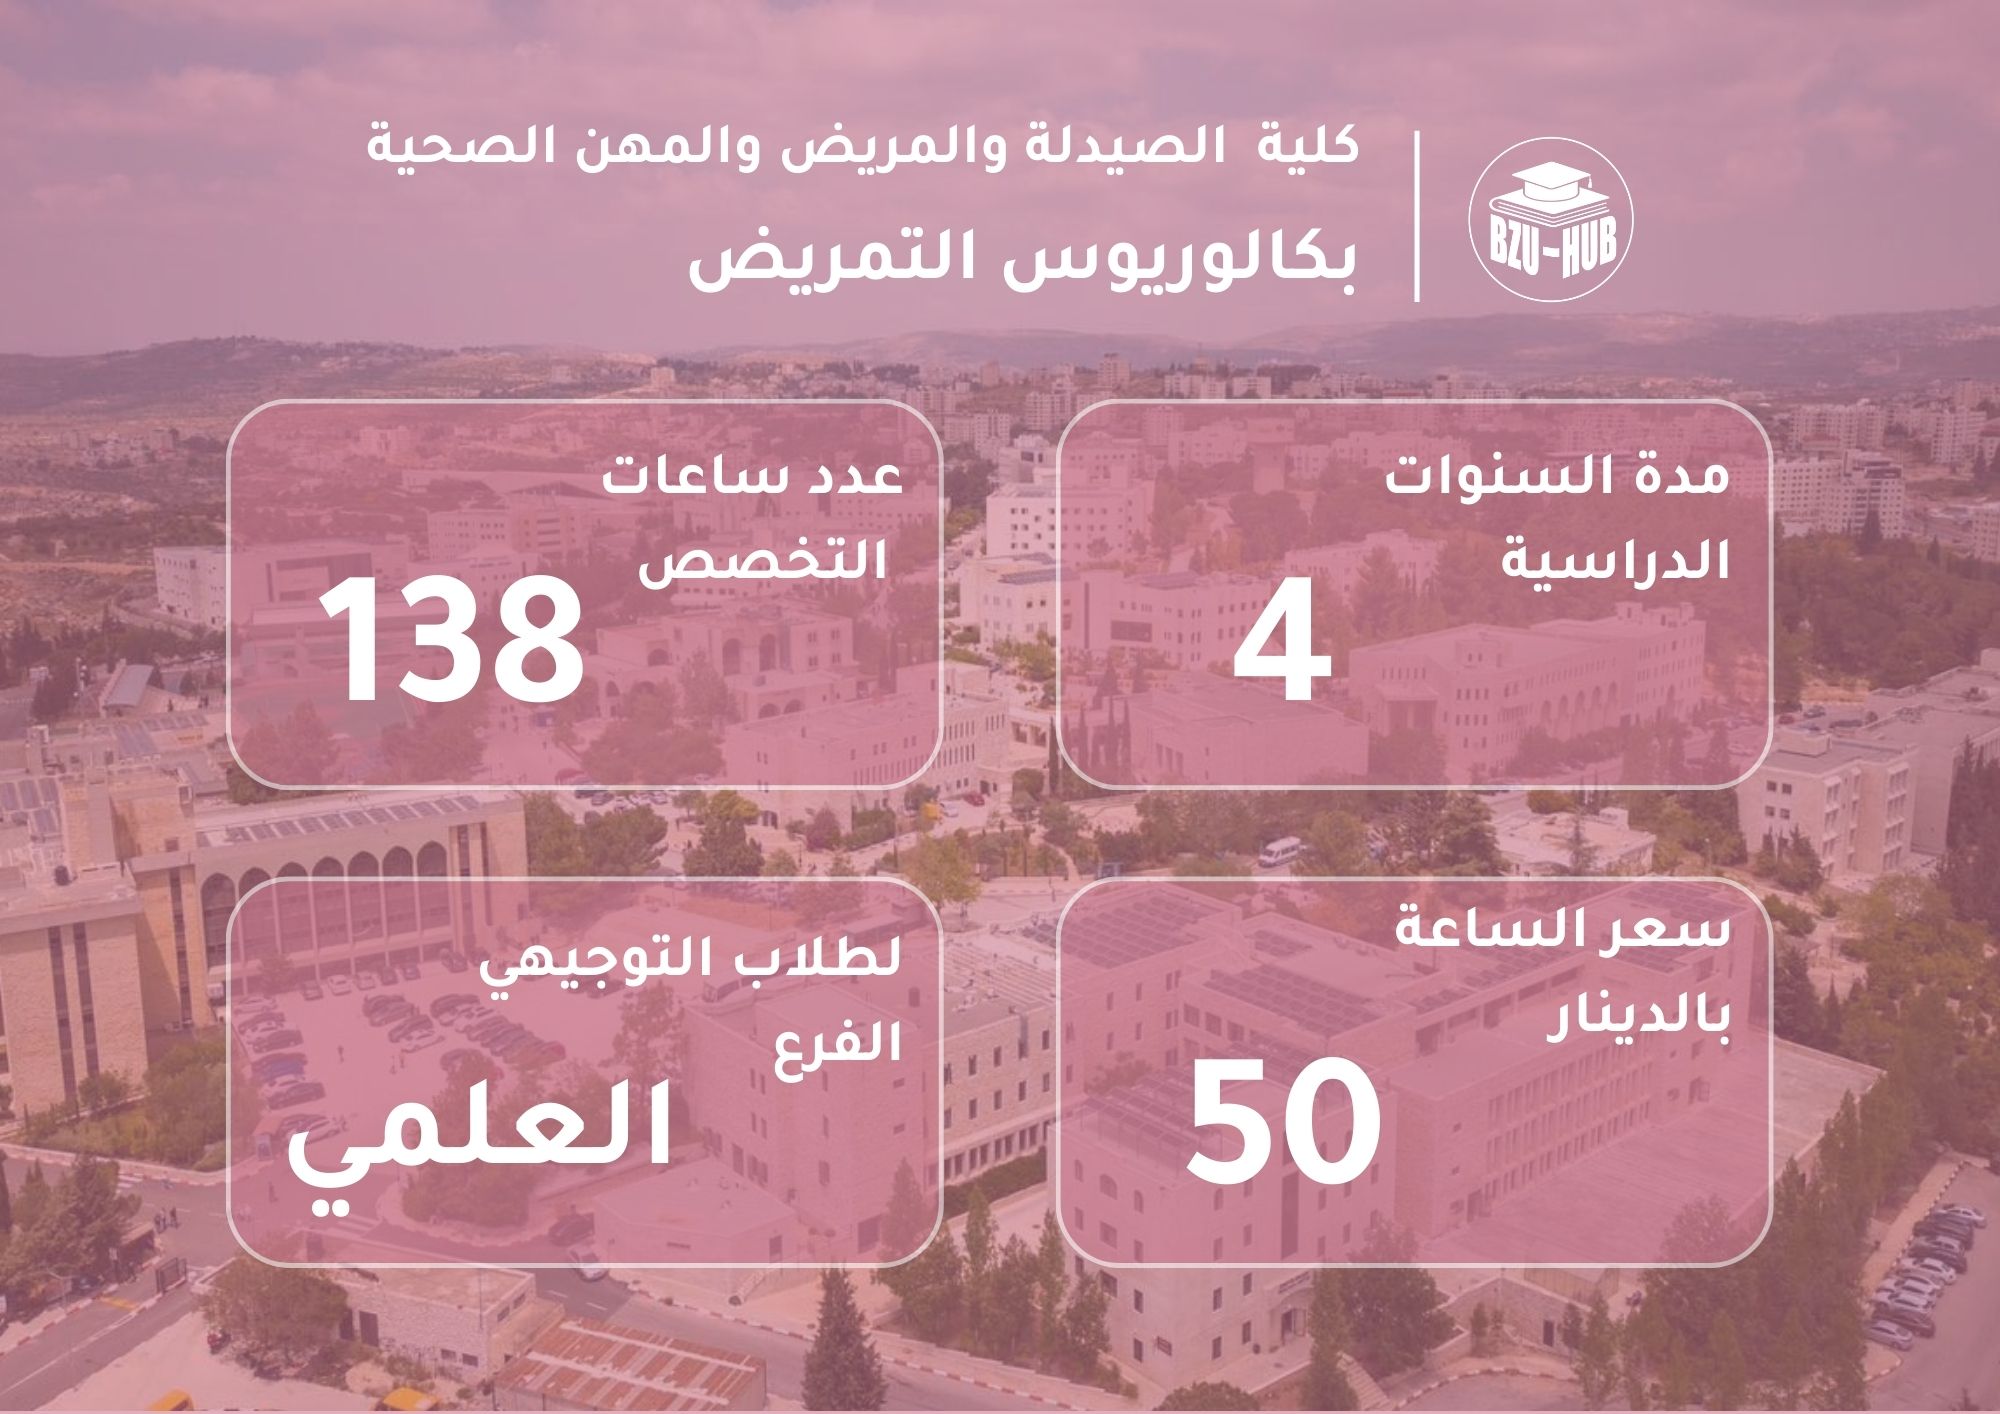 كلية الصيدلة والمريض والمهن الصحية
بكالوريوس التمريض
BZU-HUB
مدة السنوات
الدراسية
4
عدد ساعات
التخصص
138
سعر الساعة
بالدينار
50
لطلاب التوجيهي
الفرع
العلمي